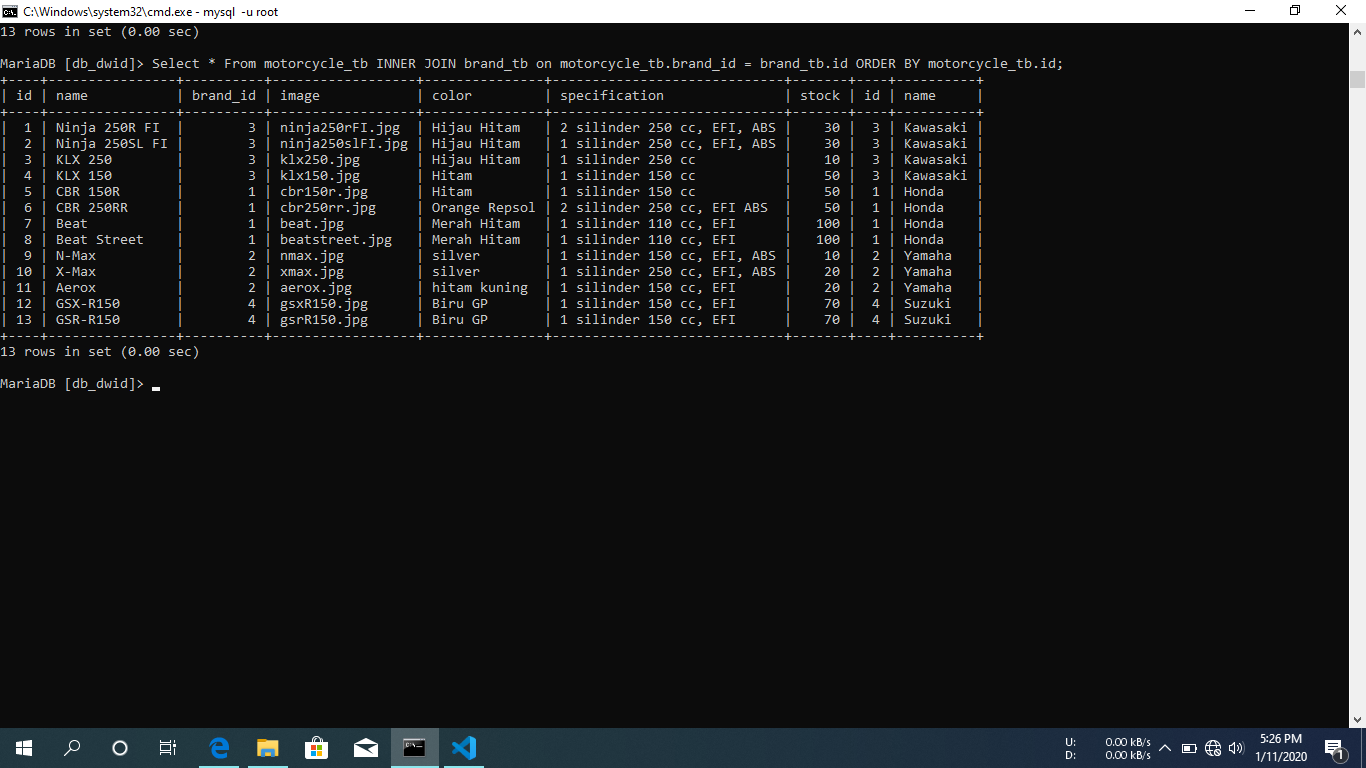 C:\Windows\system32\cmd.exe - mysql  -u root
13 rows in set (0.00 sec)
MariaDB [db_dwid]> Select * From motorcycle_tb INNER JOIN brand_tb on motorcycle_tb.brand_id = brand_tb.id ORDER BY motorcycle_tb.id;
+----+----------------+----------+------------------+---------------+-----------------------------+-------+----+----------+
| id | name           | brand_id | image            | color         | specification               | stock | id | name     |
+----+----------------+----------+------------------+---------------+-----------------------------+-------+----+----------+
|  1 | Ninja 250R FI  |        3 | ninja250rFI.jpg  | Hijau Hitam   | 2 silinder 250 cc, EFI, ABS |    30 |  3 | Kawasaki |
|  2 | Ninja 250SL FI |        3 | ninja250slFI.jpg | Hijau Hitam   | 1 silinder 250 cc, EFI, ABS |    30 |  3 | Kawasaki |
|  3 | KLX 250        |        3 | klx250.jpg       | Hijau Hitam   | 1 silinder 250 cc           |    10 |  3 | Kawasaki |
|  4 | KLX 150        |        3 | klx150.jpg       | Hitam         | 1 silinder 150 cc           |    50 |  3 | Kawasaki |
|  5 | CBR 150R       |        1 | cbr150r.jpg      | Hitam         | 1 silinder 150 cc           |    50 |  1 | Honda    |
|  6 | CBR 250RR      |        1 | cbr250rr.jpg     | Orange Repsol | 2 silinder 250 cc, EFI ABS  |    50 |  1 | Honda    |
|  7 | Beat           |        1 | beat.jpg         | Merah Hitam   | 1 silinder 110 cc, EFI      |   100 |  1 | Honda    |
|  8 | Beat Street    |        1 | beatstreet.jpg   | Merah Hitam   | 1 silinder 110 cc, EFI      |   100 |  1 | Honda    |
|  9 | N-Max          |        2 | nmax.jpg         | silver        | 1 silinder 150 cc, EFI, ABS |    10 |  2 | Yamaha   |
| 10 | X-Max          |        2 | xmax.jpg         | silver        | 1 silinder 250 cc, EFI, ABS |    20 |  2 | Yamaha   |
| 11 | Aerox          |        2 | aerox.jpg        | hitam kuning  | 1 silinder 150 cc, EFI      |    20 |  2 | Yamaha   |
| 12 | GSX-R150       |        4 | gsxR150.jpg      | Biru GP       | 1 silinder 150 cc, EFI      |    70 |  4 | Suzuki   |
| 13 | GSR-R150       |        4 | gsrR150.jpg      | Biru GP       | 1 silinder 150 cc, EFI      |    70 |  4 | Suzuki   |
+----+----------------+----------+------------------+---------------+-----------------------------+-------+----+----------+
13 rows in set (0.00 sec)
MariaDB [db_dwid]>
U: 0.00 kB/s
D: 0.00 kB/s
5:26 PM
1/11/2020
1